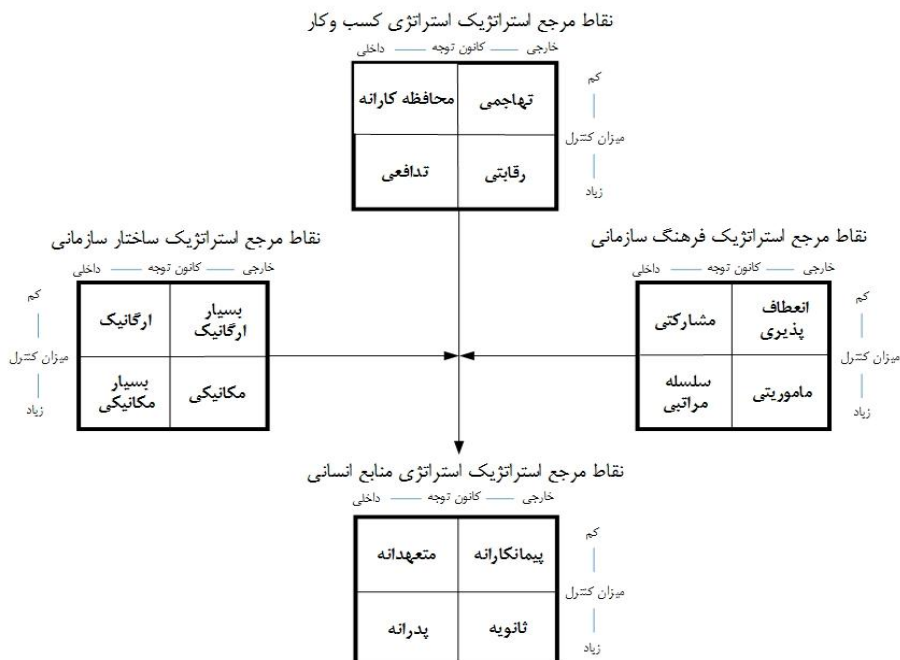 نقاط مرجع استراتژیک استراتژی کسب وکار
خارجی کانون توجه داخلی
تهاجمی محافظه کارانه
رقابتی تدافعی
کم
میزان کنترل
زیاد
نقاط مرجع استراتژیک فرهنگ سازمانی
خارجی کانون توجه داخلی
انعطاف
پذیری
مشارکتی
ماموریتی
سلسله
مراتبی
کم
میزان کنترل
زیاد
نقاط مرجع استراتژیک ساختار سازمانی
خارجی کانون توجه داخلی
بسیار
ارگانیک
ارگانیک
مکانیکی
بسیار
مکانیکی
کم
میزان کنترل
زیاد
نقاط مرجع استراتژیک استراتژی منابع انسانی
خارجی کانون توجه داخلی
پیمانکارانه متعهدانه
ثانویه پدرانه
کم
میزان کنترل
زیاد